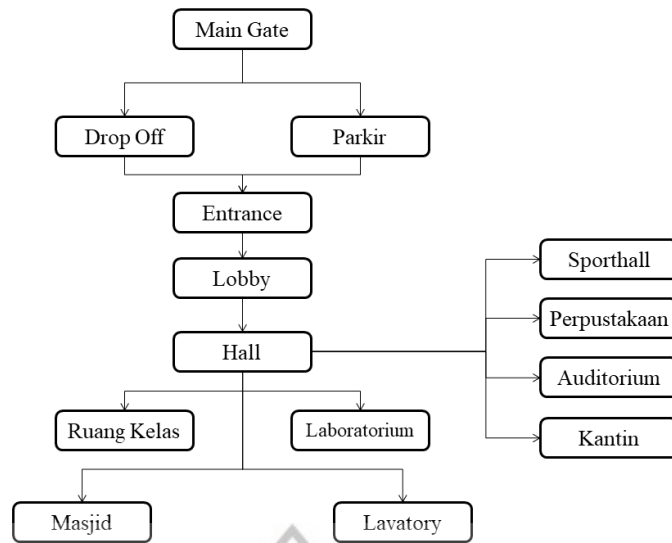 Main Gate
Drop Off
Parkir
Entrance
Lobby
Hall
Sporthall
Perpustakaan
Auditorium
Kantin
Ruang Kelas
Laboratorium
Masjid
Lavatory